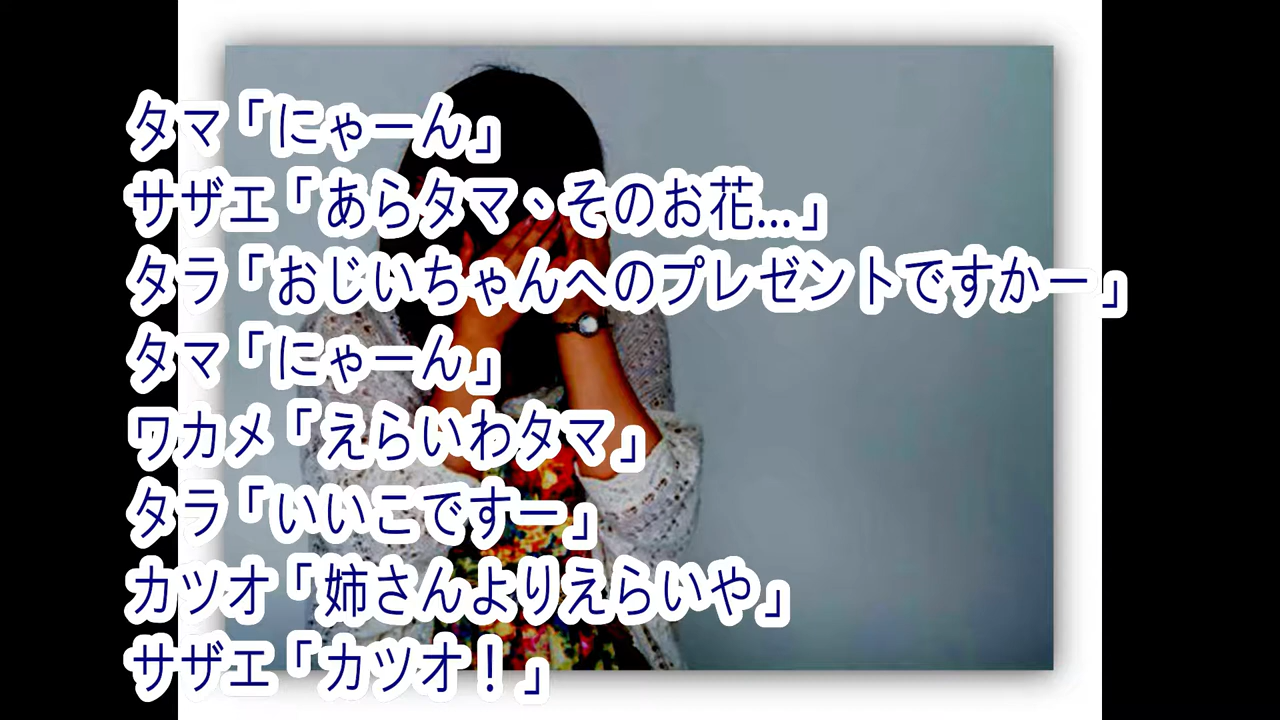 タマ「にゃーん」
サザエ「あらタマ、そのお花...」
タラ「おじいちゃんへのプレゼントですかー」
タマ「にゃーん」
ワカメ「えらいわタマ」
タラ「いいこですー」
カツオ「姉さんよりえらいや」
サザエ「カツオ！」